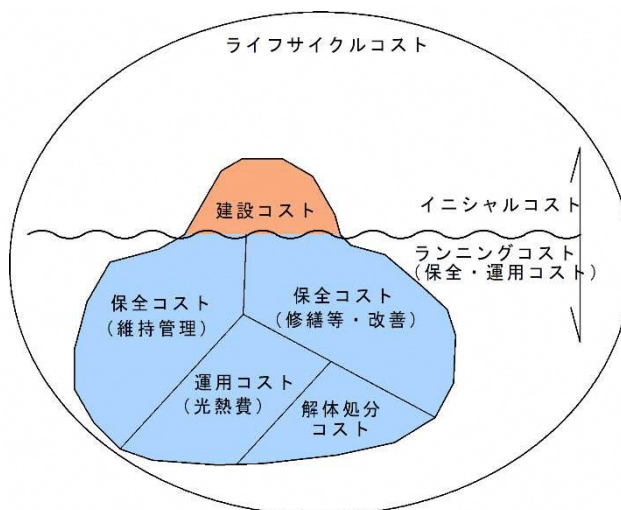 ライフサイクルコスト
建設コスト
イニシャルコスト
ランニングコスト
(保全・運用コスト)
保全コスト
(維持管理)
保全コスト
(修繕等・改善)
運用コスト
(光熱費)
解体処分
コスト